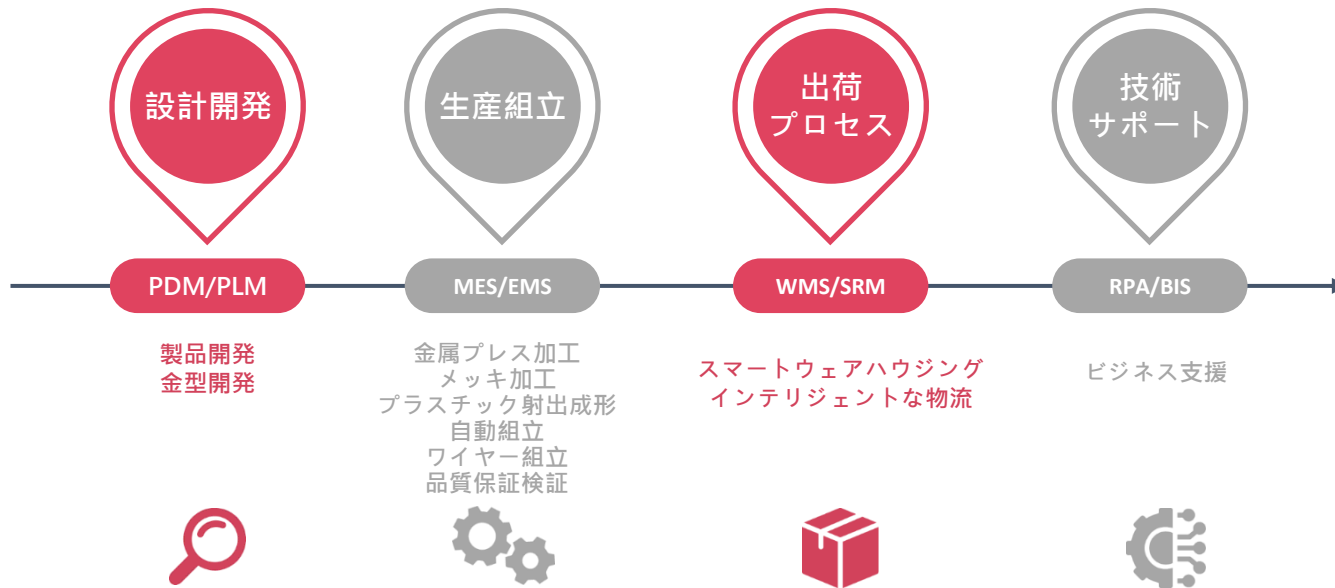 設計開発
生産組立
出荷
プロセス
技術
サポート
PDM/PLM
MES/EMS
WMS/SRM
RPA/BIS
製品開発
金型開発
金属プレス加工
メッキ加工
プラスチック射出成形
自動組立
ワイヤー組立
品質保証検証
スマートウェアハウジング
インテリジェントな物流
ビジネス支援